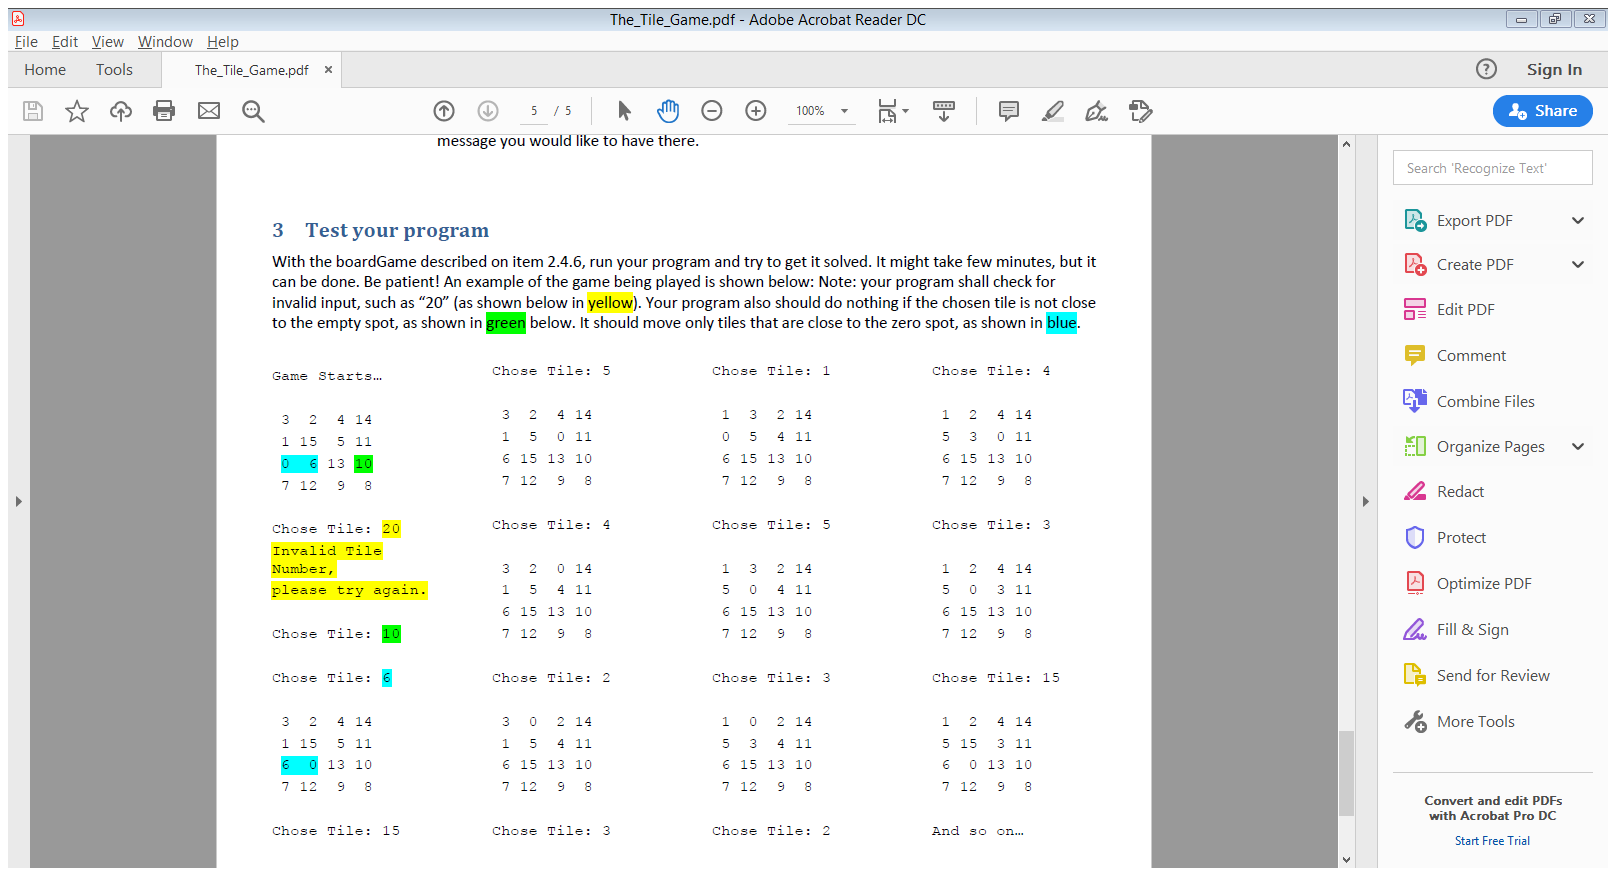 The_Tile_Game.pdf - Adobe Acrobat Reader DC
File Edit View Window Help
Home Tools The_Tile_Game.pdf × Sign In
5 / 5 100% Share
message you would like to have there.
3 Test your program
With the boardGame described on item 2.4.6, run your program and try to get it solved. It might take few minutes, but it
can be done. Be patient! An example of the game being played is shown below: Note: your program shall check for
invalid input, such as “20” (as shown below in yellow). Your program also should do nothing if the chosen tile is not close
to the empty spot, as shown in green below. It should move only tiles that are close to the zero spot, as shown in blue.
Game Starts…
3 2 4 14
1 15 5 11
0 6 13 10
7 12 9 8
Chose Tile: 20
Invalid Tile
Number,
please try again.
Chose Tile: 10
Chose Tile: 6
3 2 4 14
1 15 5 11
6 0 13 10
7 12 9 8
Chose Tile: 15
Chose Tile: 5
3 2 4 14
1 5 0 11
6 15 13 10
7 12 9 8
Chose Tile: 4
3 2 0 14
1 5 4 11
6 15 13 10
7 12 9 8
Chose Tile: 2
3 0 2 14
1 5 4 11
6 15 13 10
7 12 9 8
Chose Tile: 3
Chose Tile: 1
1 3 2 14
0 5 4 11
6 15 13 10
7 12 9 8
Chose Tile: 5
1 3 2 14
5 0 4 11
6 15 13 10
7 12 9 8
Chose Tile: 3
1 0 2 14
5 3 4 11
6 15 13 10
7 12 9 8
Chose Tile: 2
Chose Tile: 4
1 2 4 14
5 3 0 11
6 15 13 10
7 12 9 8
Chose Tile: 3
1 2 4 14
5 0 3 11
6 15 13 10
7 12 9 8
Chose Tile: 15
1 2 4 14
5 15 3 11
6 0 13 10
7 12 9 8
And so on…
Search 'Recognize Text'
Export PDF
Create PDF
Edit PDF
Comment
Combine Files
Organize Pages
Redact
Protect
Optimize PDF
Fill & Sign
Send for Review
More Tools
Convert and edit PDFs
with Acrobat Pro DC
Start Free Trial